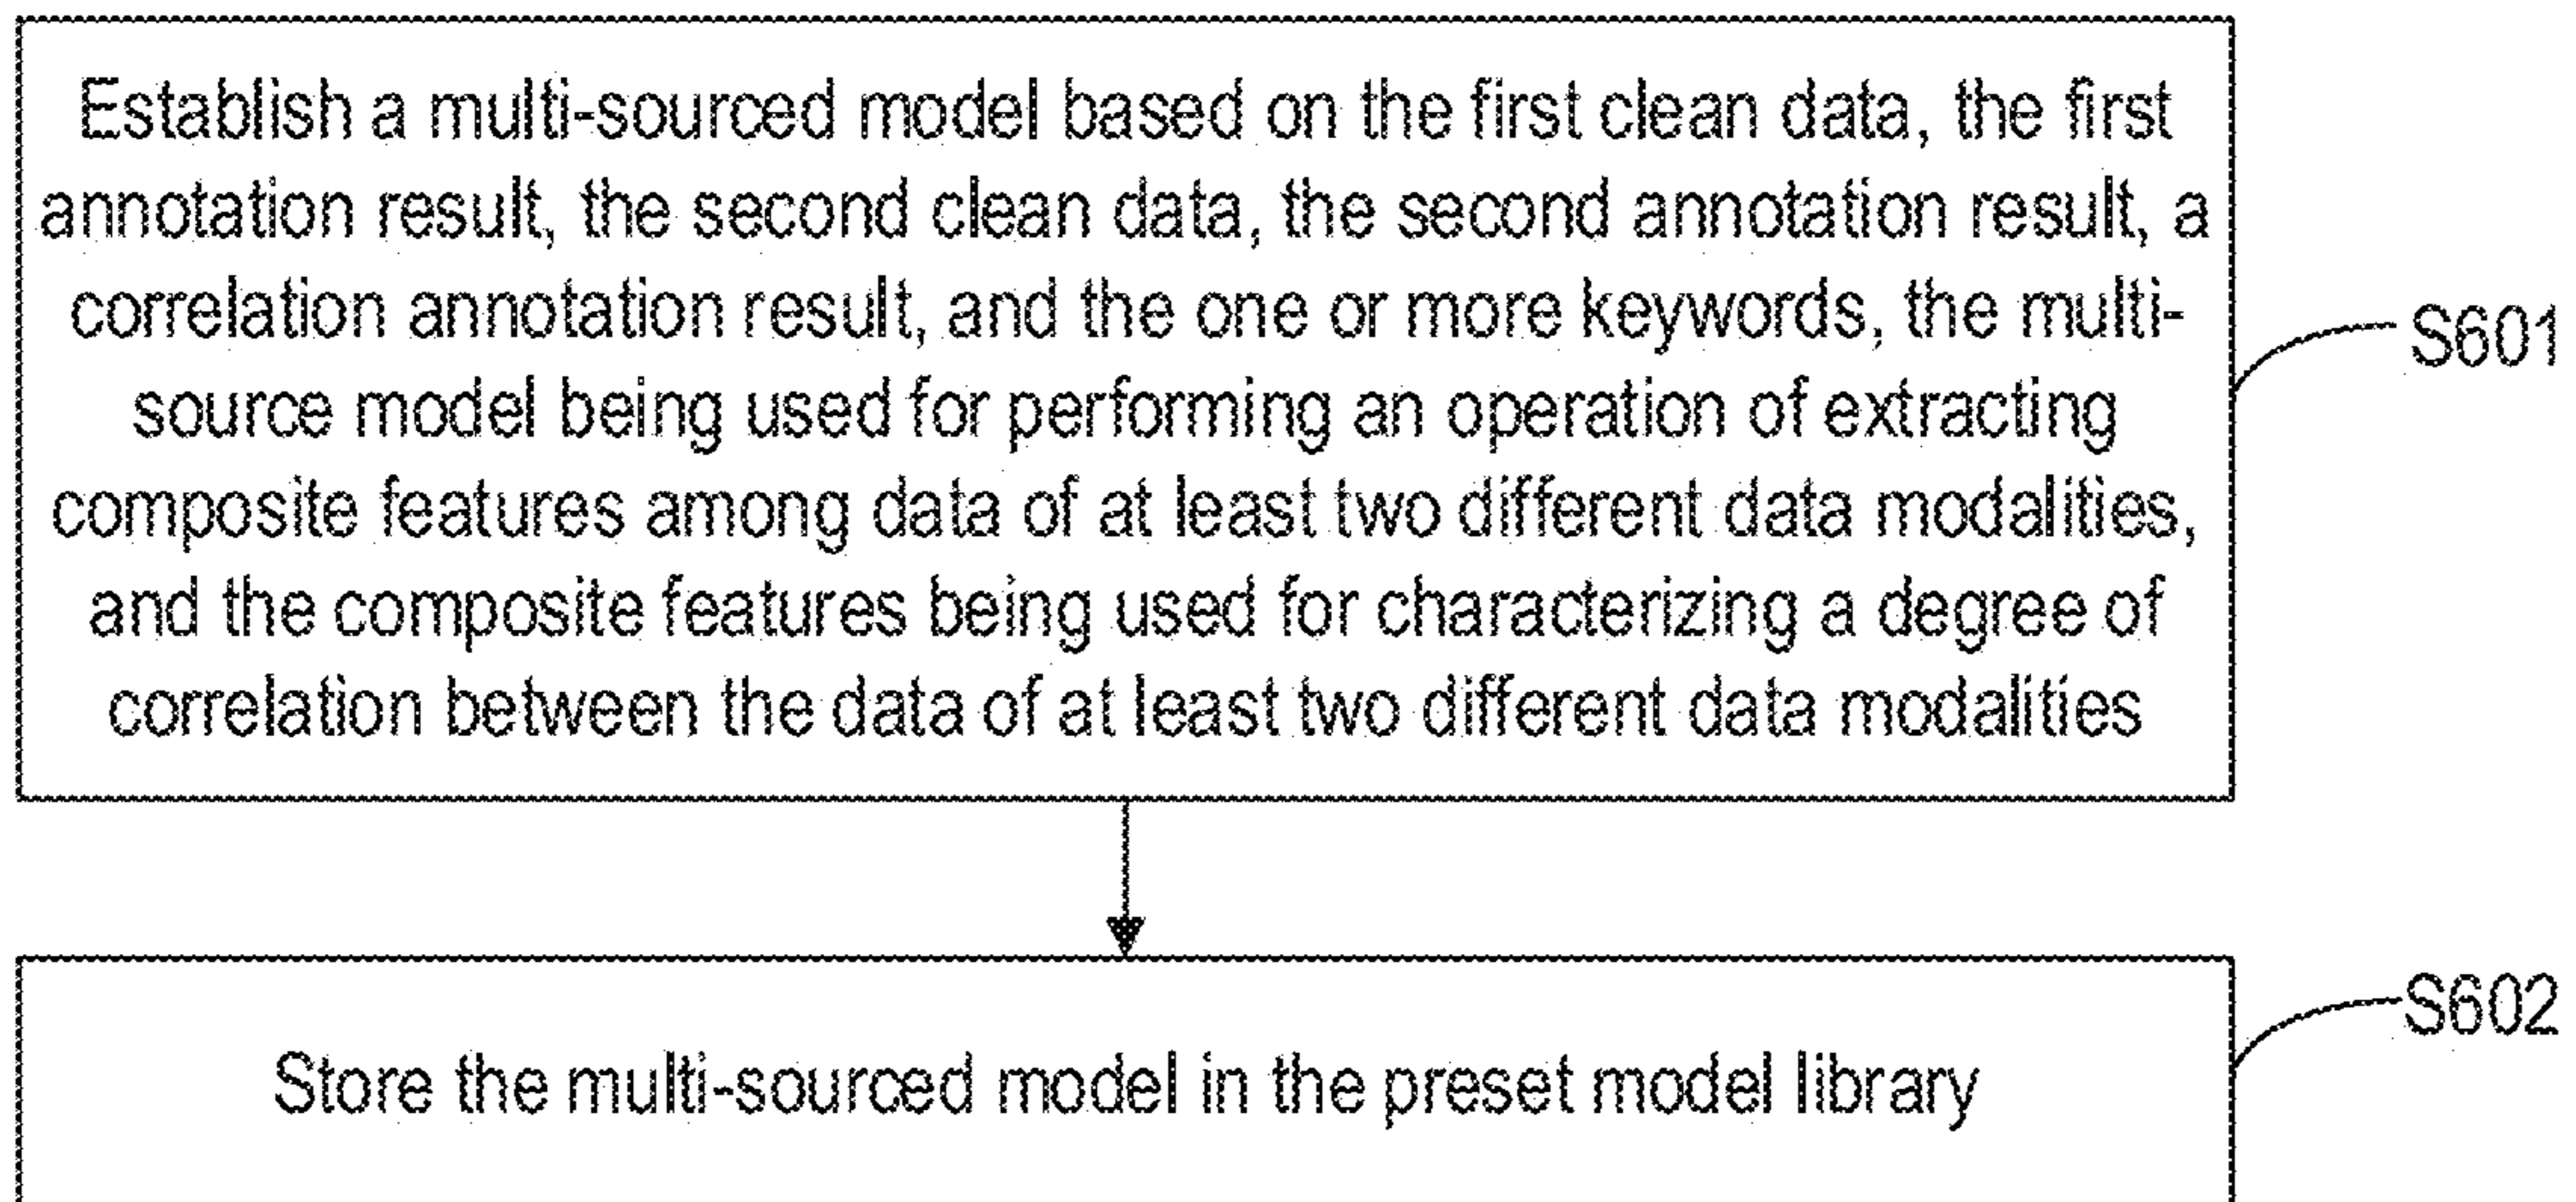 Establish a multi-sourced model based on the first clean data, the first
annotation result, the second clean data, the second annotation result, a
correlation annotation result, and the one or more keywords, the multi-
source model being used for performing an operation of extracting
composite features among data of at least two different data modalities,
and the composite features being used for characterizing a degree of
correlation between the data of at least two different data modalities
S601
S602
Store the multi-sourced model in the preset model library